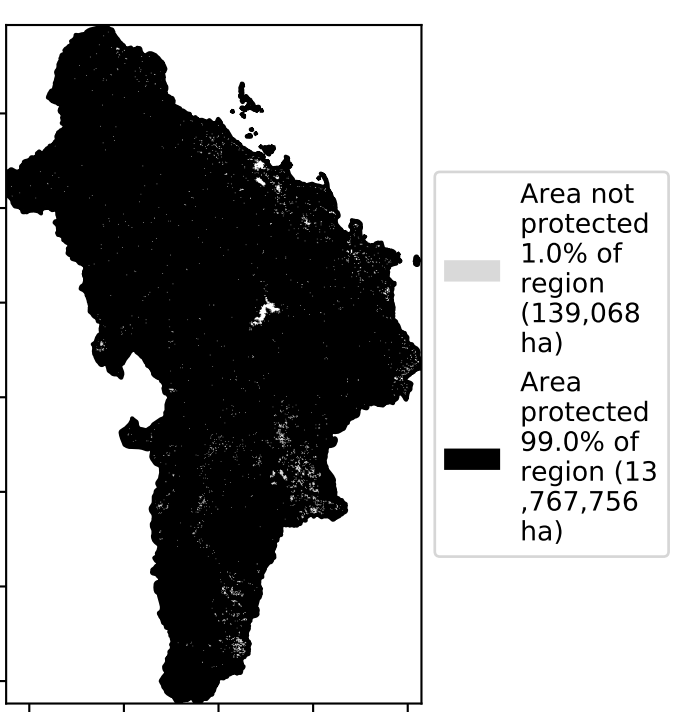 Area not
protected
1.0% of
region
(139,068
ha)
Area
protected
99.0% of
region (13
,767,756
ha)